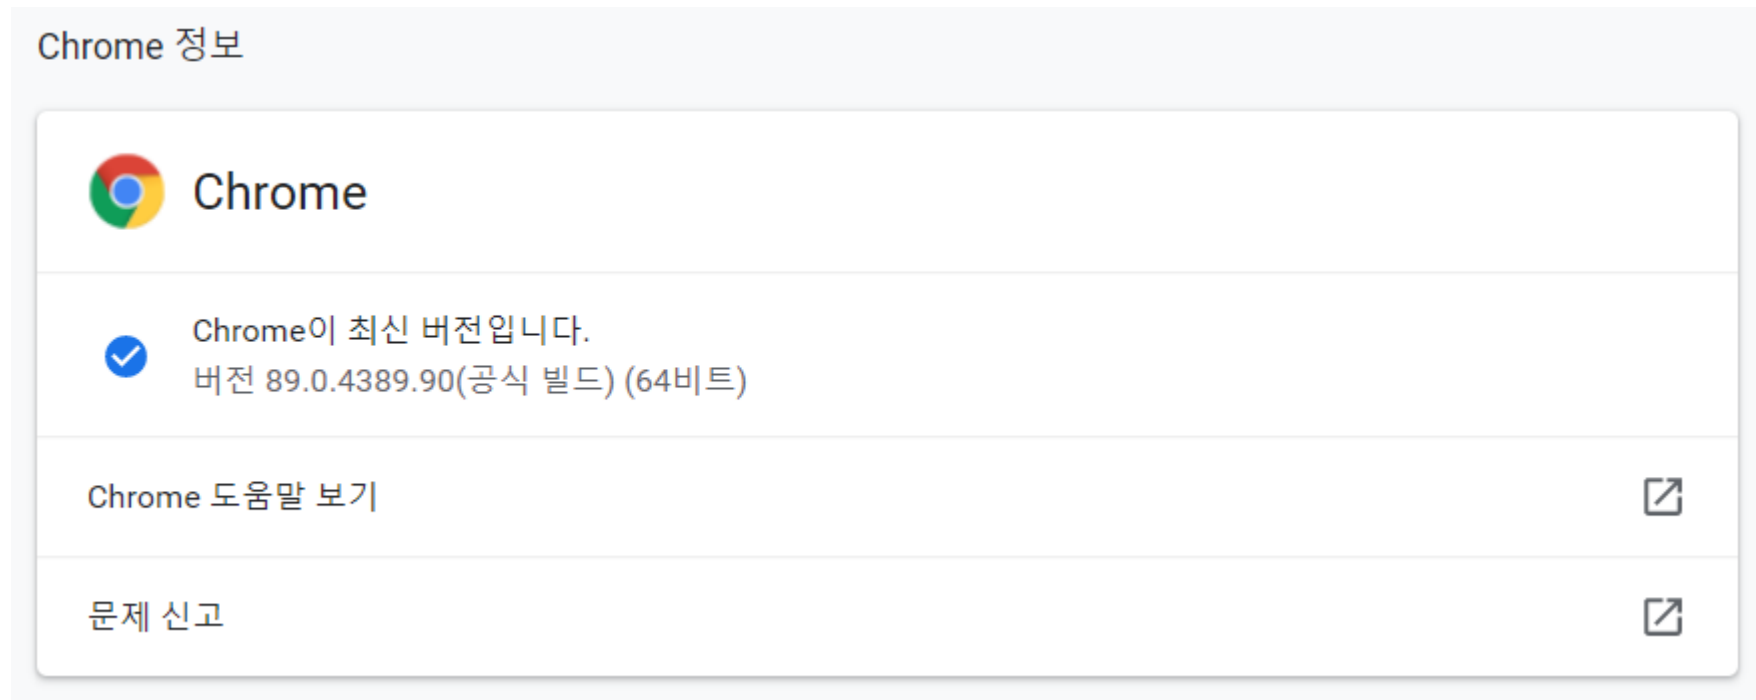 Chrome 정보
Chrome
Chrome이 최신 버전입니다.
버전 89.0.4389.90(공식 빌드) (64비트)
Chrome 도움말 보기
문제 신고